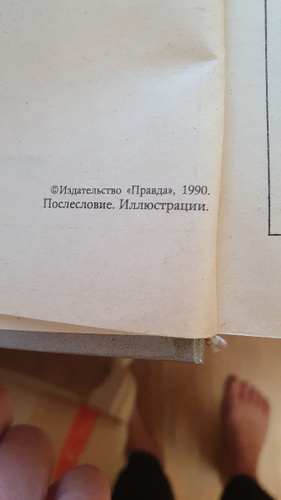 ©Издательство «Правда», 1990.
Послесловие. Иллюстрации.